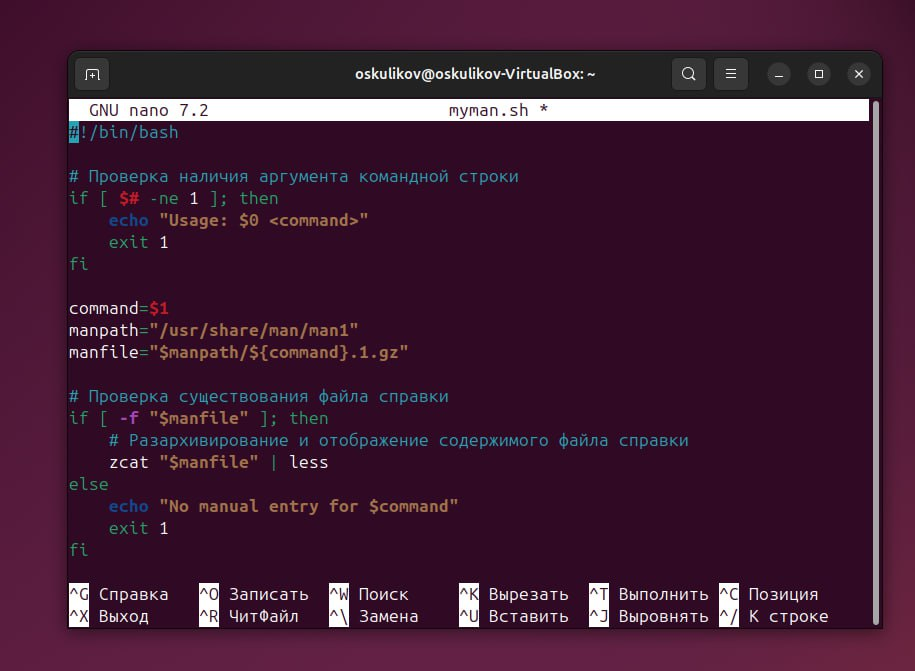 oskulikov@oskulikov-VirtualBox: ~
GNU nano 7.2 myman.sh *
#!/bin/bash
# Проверка наличия аргумента командной строки
if [ $# -ne 1 ]; then
    echo "Usage: $0 <command>"
    exit 1
fi
command=$1
manpath="/usr/share/man/man1"
manfile="$manpath/${command}.1.gz"
# Проверка существования файла справки
if [ -f "$manfile" ]; then
    # Разархивирование и отображение содержимого файла справки
    zcat "$manfile" | less
else
    echo "No manual entry for $command"
    exit 1
fi
^G Справка ^O Записать ^W Поиск ^K Вырезать ^T Выполнить ^C Позиция
^X Выход ^R ЧитФайл ^\ Замена ^U Вставить ^J Выровнять ^/ К строке